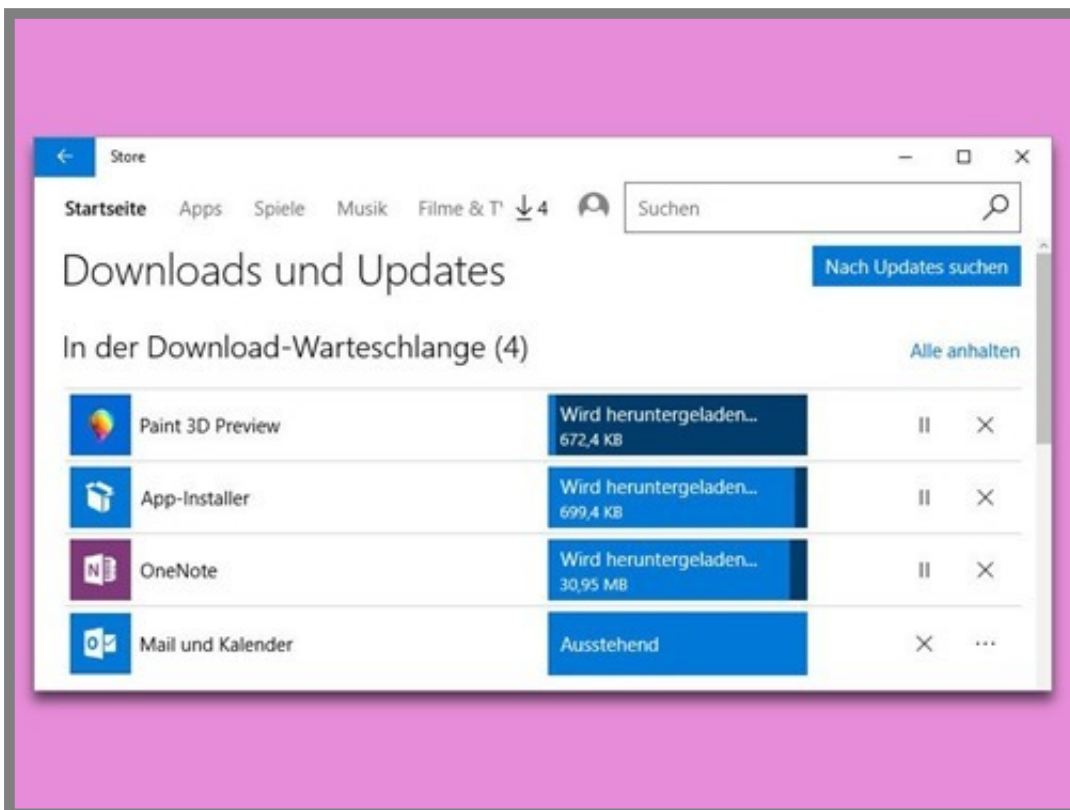 Store
Startseite Apps Spiele Musik Filme & T 4 Suchen
Downloads und Updates
Nach Updates suchen
In der Download-Warteschlange (4)
Alle anhalten
Paint 3D Preview
Wird heruntergeladen...
672,4 KB
App-Installer
Wird heruntergeladen...
699,4 KB
N OneNote
Wird heruntergeladen...
30,95 MB
O Mail und Kalender
Ausstehend